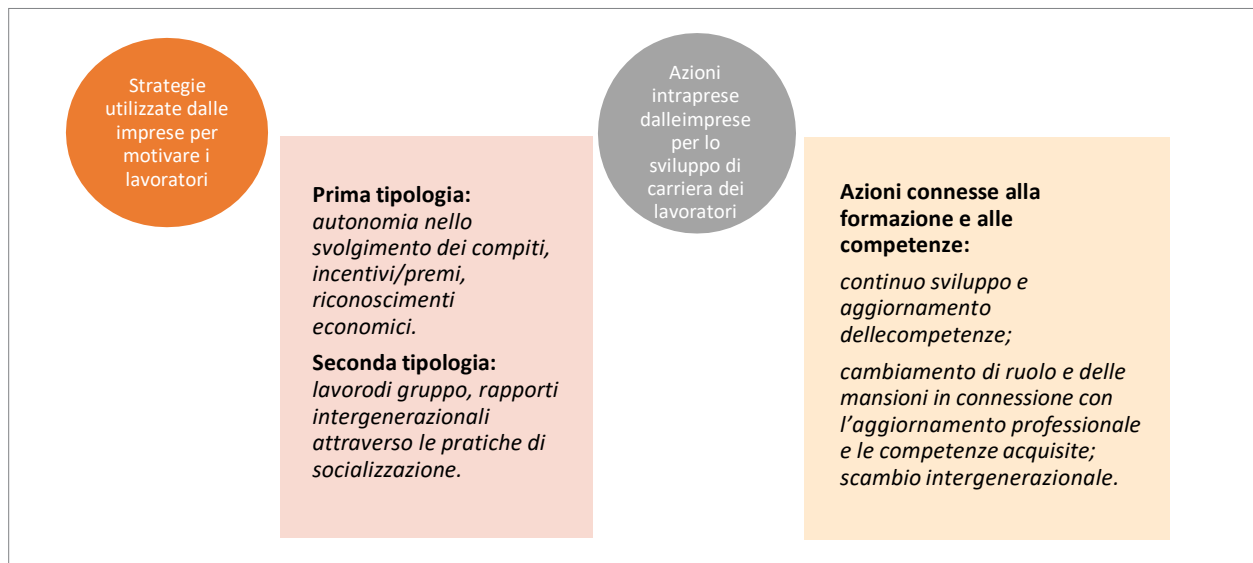 Strategie
utilizzate dalle
imprese per
motivare i
lavoratori
Prima tipologia:
autonomia nello
svolgimento dei compiti,
incentivi/premi,
riconoscimenti
economici.
Seconda tipologia:
lavorodi gruppo, rapporti
intergenerazionali
attraverso le pratiche di
socializzazione.
Azioni
intraprese
dalleimprese
per lo
sviluppo di
carriera dei
lavoratori
Azioni connesse alla
formazione e alle
competenze:
continuo sviluppo e
aggiornamento
dellecompetenze;
cambiamento di ruolo e delle
mansioni in connessione con
l’aggiornamento professionale
e le competenze acquisite;
scambio intergenerazionale.